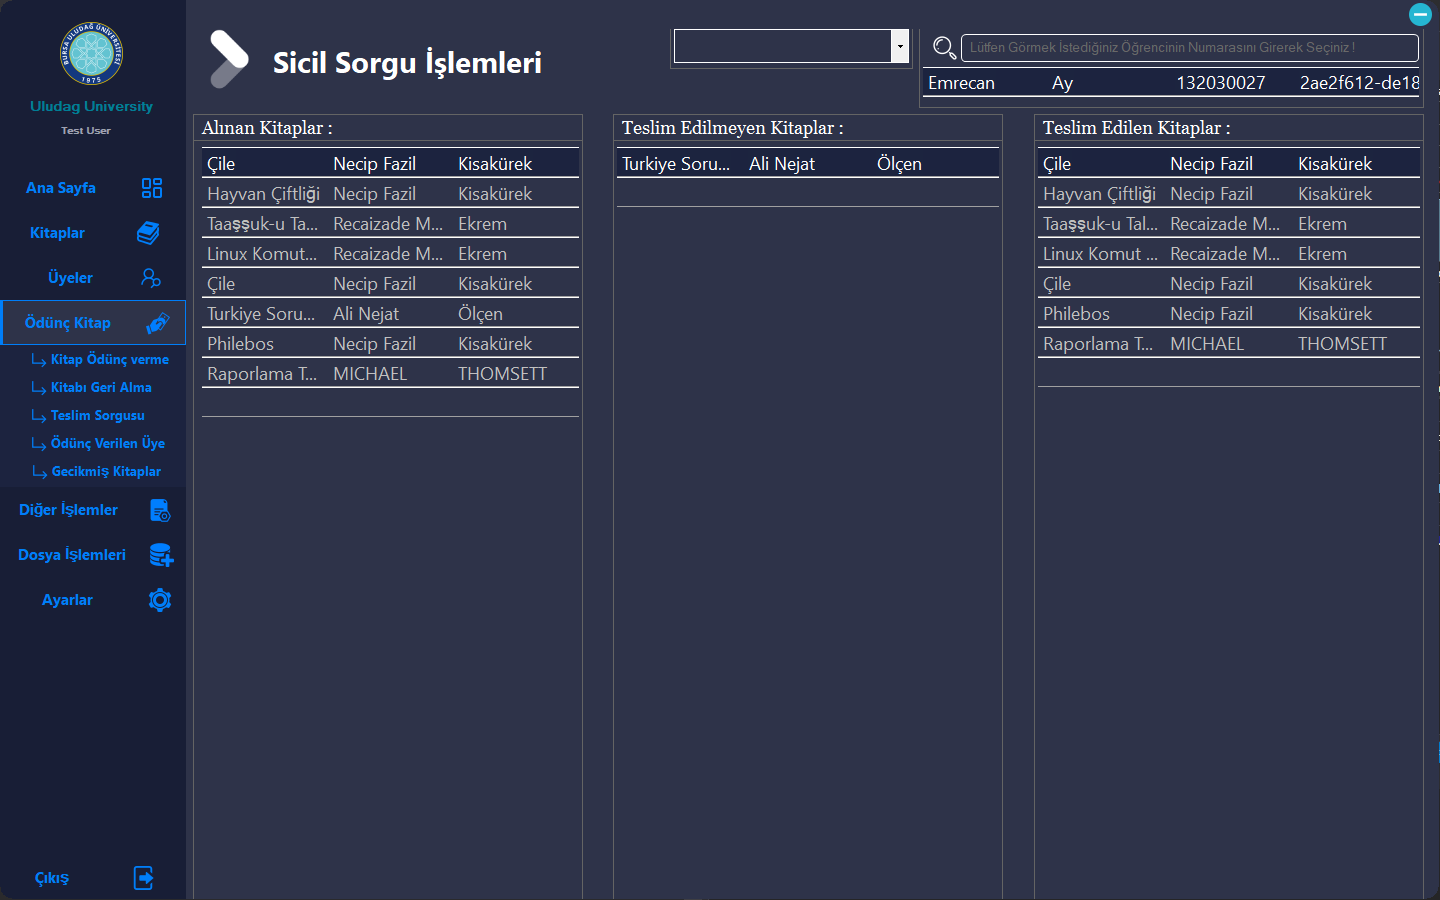 BURSA ULUDAĞ ÜNİVERSİTESİ
1975
Uludag University
Test User
Ana Sayfa
Kitaplar
Üyeler
Ödünç Kitap
Kitap Ödünç verme
Kitabı Geri Alma
Teslim Sorgusu
Ödünç Verilen Üye
Gecikmiş Kitaplar
Diğer İşlemler
Dosya İşlemleri
Ayarlar
Çıkış
Sicil Sorgu İşlemleri
Lütfen Görmek İstediğiniz Öğrencinin Numarasını Girerek Seçiniz !
Emrecan Ay 132030027 2ae2f612-de18
Alınan Kitaplar :
Çile Necip Fazil Kisakürek
Hayvan Çiftliği Necip Fazil Kisakürek
Taaşşuk-u Ta... Recaizade M... Ekrem
Linux Komut... Recaizade M... Ekrem
Çile Necip Fazil Kisakürek
Turkiye Soru... Ali Nejat Ölçen
Philebos Necip Fazil Kisakürek
Raporlama T... MICHAEL THOMSETT
Teslim Edilmeyen Kitaplar :
Turkiye Soru... Ali Nejat Ölçen
Teslim Edilen Kitaplar :
Çile Necip Fazil Kisakürek
Hayvan Çiftliği Necip Fazil Kisakürek
Taaşşuk-u Tal... Recaizade M... Ekrem
Linux Komut ... Recaizade M... Ekrem
Çile Necip Fazil Kisakürek
Philebos Necip Fazil Kisakürek
Raporlama T... MICHAEL THOMSETT